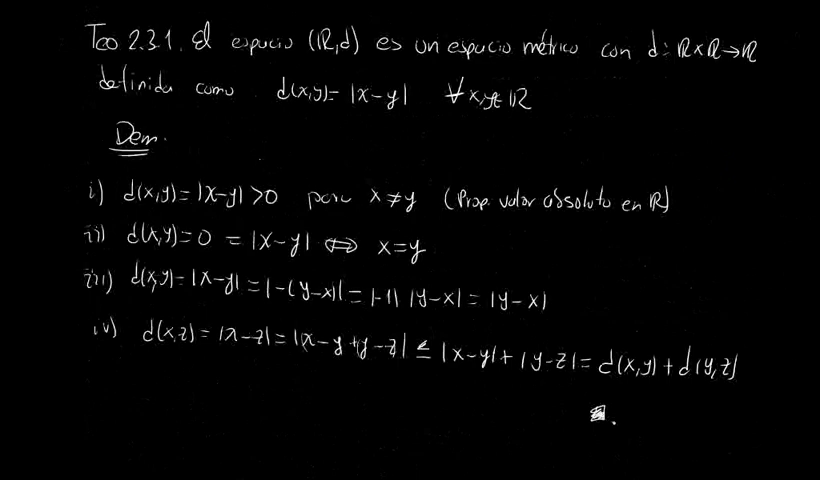 Teo 2.3.1. El espacio (ℝ,d) es un espacio métrico con d: ℝxℝ→ℝ
definida como d(x,y)= |x-y| ∀ x,y∈ℝ
Dem.
i) d(x,y)= |x-y| >0 para x≠y (Prop. valor absoluto en ℝ)
ii) d(x,y)=0 = |x-y| ⇔ x=y
iii) d(x,y)= |x-y| = |-(y-x)| = |-1| |y-x| = |y-x|
iv) d(x,z) = |x-z| = |x-y+y-z| ≤ |x-y| + |y-z| = d(x,y) + d(y,z)